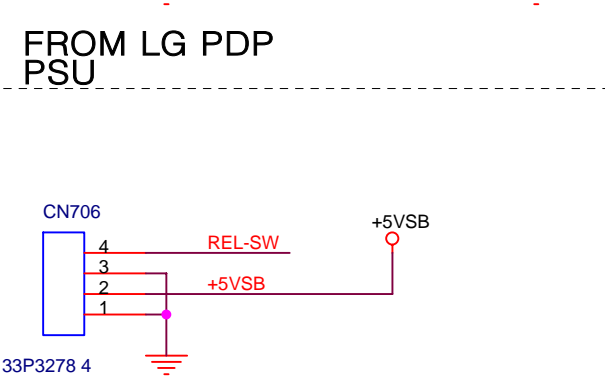 FROM LG PDP
PSU
CN706
+5VSB
4
REL-SW
3
2
+5VSB
1
33P3278 4